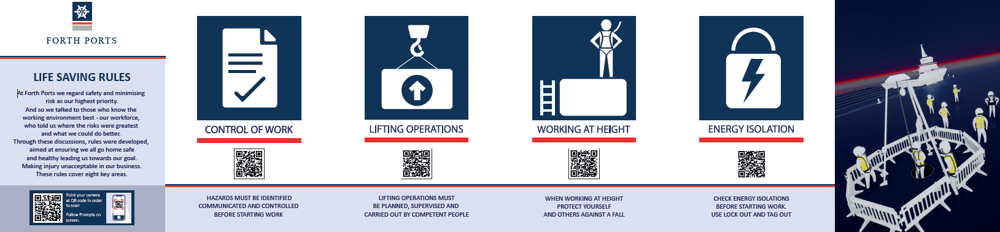 FORTH PORTS
LIFE SAVING RULES
At Forth Ports we regard safety and minimising
risk as our highest priority.
And so we talked to those who know the
working environment best - our workforce,
who told us where the risks were greatest
and what we could do better.
Through these discussions, rules were developed,
aimed at ensuring we all go home safe
and healthy leading us towards our goal.
Making injury unacceptable in our business.
These rules cover eight key areas.
Point your camera
at QR code in order
to scan
Follow Prompts on
screen.
CONTROL OF WORK
HAZARDS MUST BE IDENTIFIED
COMMUNICATED AND CONTROLLED
BEFORE STARTING WORK
LIFTING OPERATIONS
LIFTING OPERATIONS MUST
BE PLANNED, SUPERVISED AND
CARRIED OUT BY COMPETENT PEOPLE
WORKING AT HEIGHT
WHEN WORKING AT HEIGHT
PROTECT YOURSELF
AND OTHERS AGAINST A FALL
ENERGY ISOLATION
CHECK ENERGY ISOLATIONS
BEFORE STARTING WORK.
USE LOCK OUT AND TAG OUT